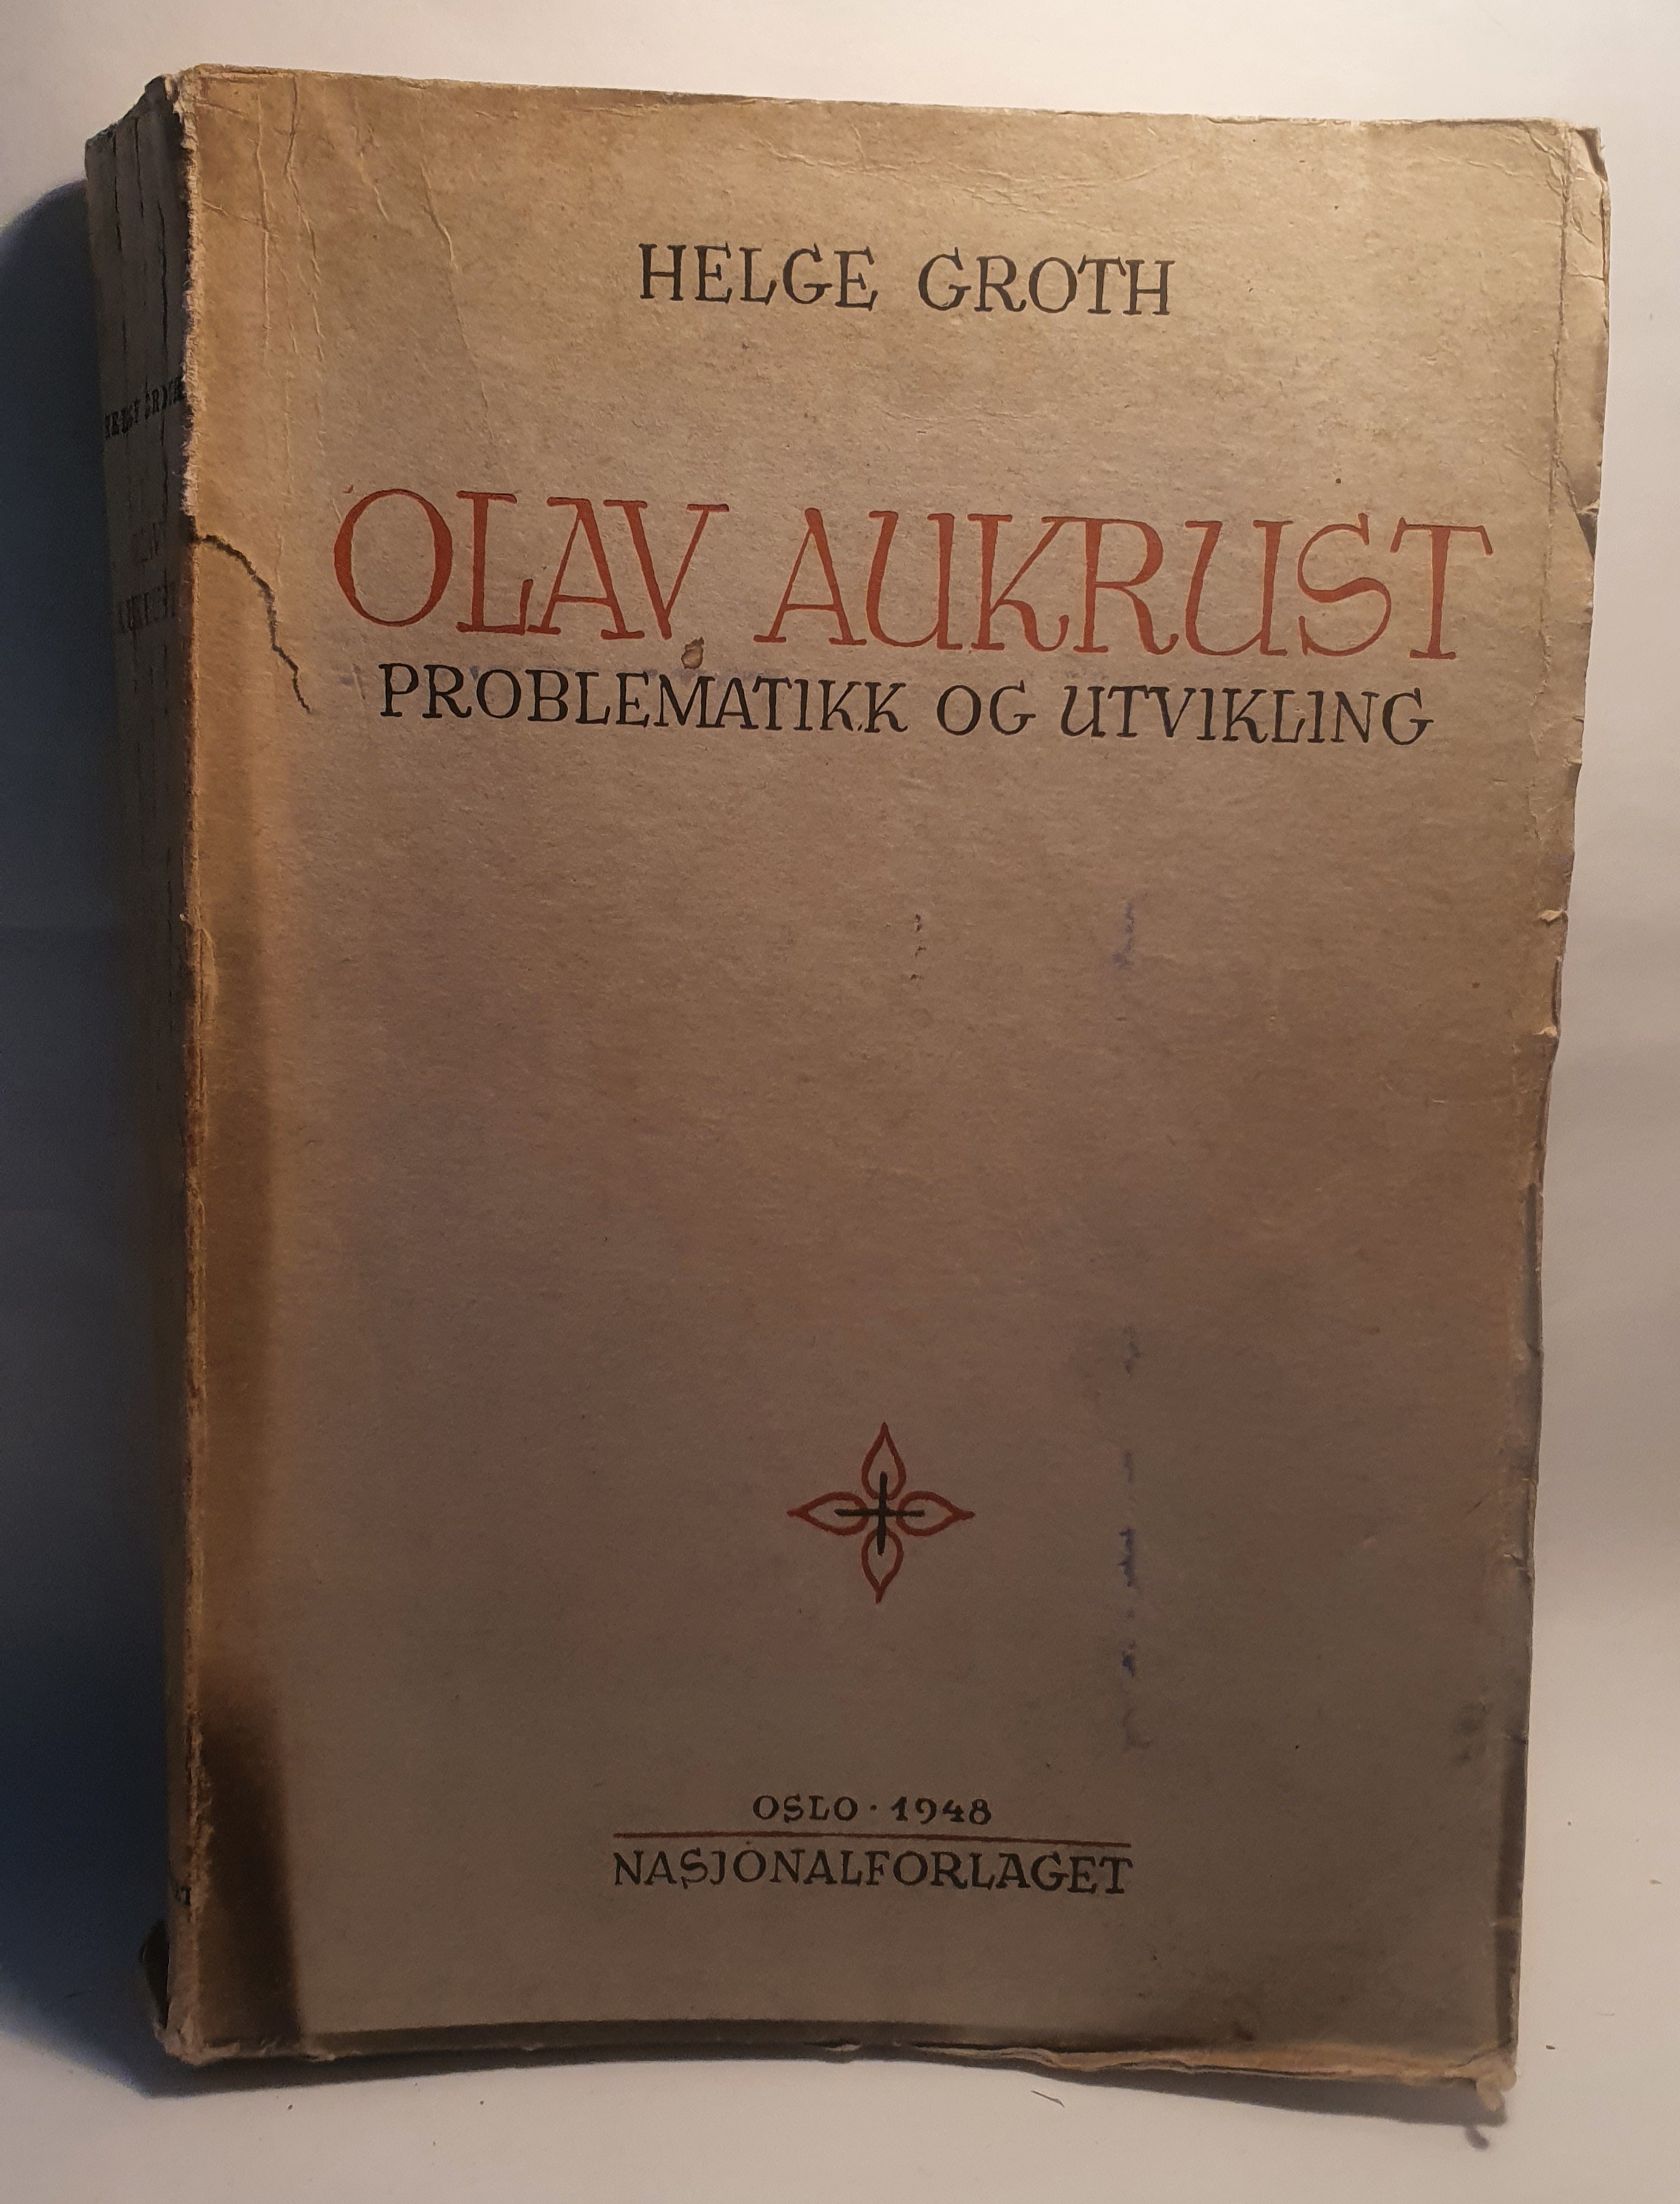 HELGE GROTH
OLAV AUKRUST
PROBLEMATIKK OG UTVIKLING
OSLO · 1948
NASJONALFORLAGET